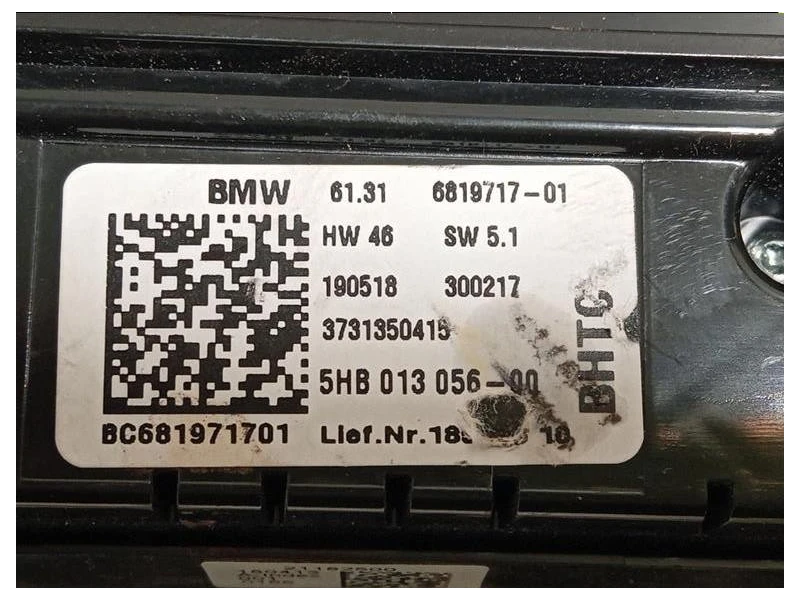 BMW 61.31 6819717-01
HW 46 SW 5.1
190518 300217
3731350415
5HB 013 056-00
BC681971701 Lief.Nr.
BHTC
21182500